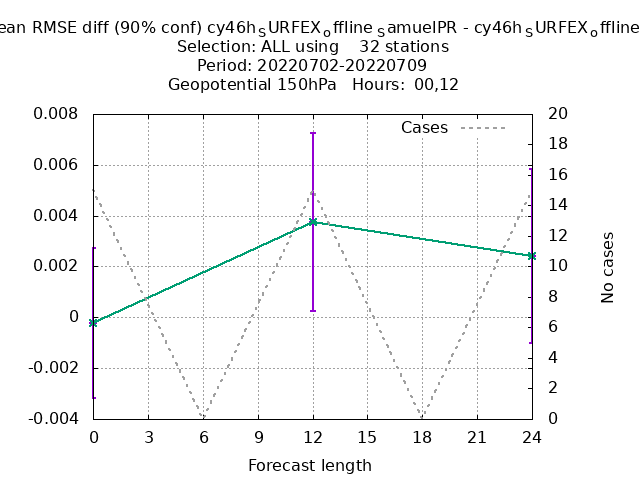 ean RMSE diff (90% conf) cy46h_SURFEX_offline_SamuelPR - cy46h_SURFEX_offline
Selection: ALL using    32 stations
Period: 20220702-20220709
Geopotential 150hPa   Hours: 00,12
Cases
0.008
0.006
0.004
0.002
0
-0.002
-0.004
20
18
16
14
12
10
8
6
4
2
0
No cases
0 3 6 9 12 15 18 21 24
Forecast length